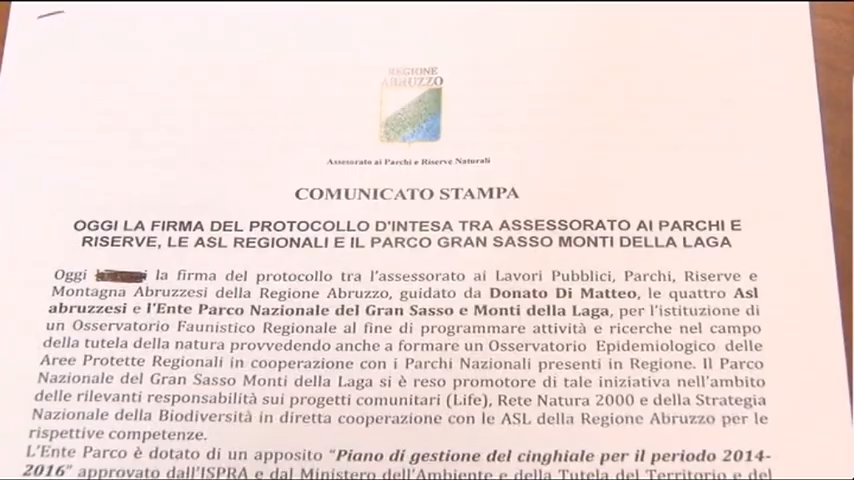 REGIONE
ABRUZZO
Assesorato ai Parchi e Riserve Naturali
COMUNICATO STAMPA
OGGI LA FIRMA DEL PROTOCOLLO D'INTESA TRA ASSESSORATO AI PARCHI E
RISERVE, LE ASL REGIONALI E IL PARCO GRAN SASSO MONTI DELLA LAGA
Oggi la firma del protocollo tra l'assessorato ai Lavori Pubblici, Parchi, Riserve e
Montagna Abruzzesi della Regione Abruzzo, guidato da Donato Di Matteo, le quattro Asl
abruzzesi e l'Ente Parco Nazionale del Gran Sasso e Monti della Laga, per l'istituzione di
un Osservatorio Faunistico Regionale al fine di programmare attività e ricerche nel campo
della tutela della natura provvedendo anche a formare un Osservatorio Epidemiologico delle
Aree Protette Regionali in cooperazione con i Parchi Nazionali presenti in Regione. Il Parco
Nazionale del Gran Sasso Monti della Laga si è reso promotore di tale iniziativa nell'ambito
delle rilevanti responsabilità sui progetti comunitari (Life), Rete Natura 2000 e della Strategia
Nazionale della Biodiversità in diretta cooperazione con le ASL della Regione Abruzzo per le
rispettive competenze.
L'Ente Parco è dotato di un apposito "Piano di gestione del cinghiale per il periodo 2014-
2016" approvato dall'ISPRA e dal Ministero dell'Ambiente e della Tutela del Territorio e del